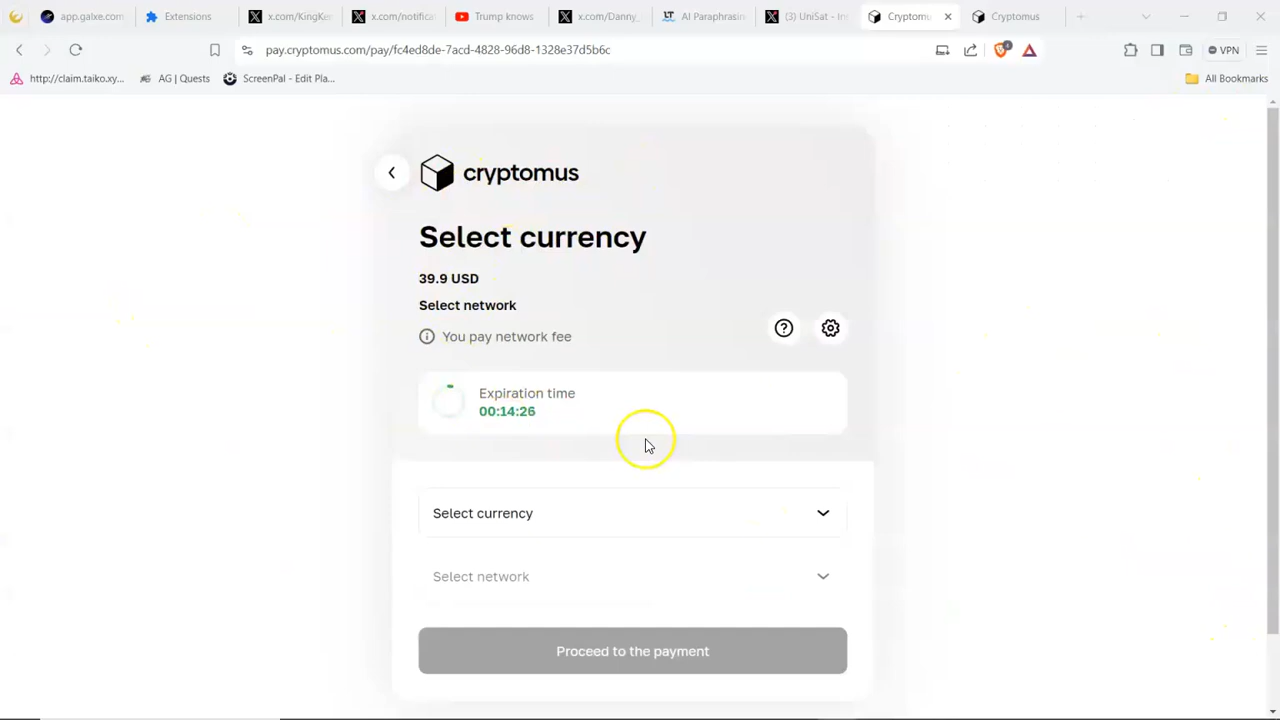 app.galxe.com
Extensions
x.com/KingKer
x.com/notifica
Trump knows
x.com/Danny_
AI Paraphrasin
(3) UniSat - Inv
Cryptomu
Cryptomus
pay.cryptomus.com/pay/fc4ed8de-7acd-4828-96d8-1328e37d5b6c
VPN
http://claim.taiko.xy...
AG | Quests
ScreenPal - Edit Pla...
All Bookmarks
cryptomus
Select currency
39.9 USD
Select network
You pay network fee
Expiration time
00:14:26
Select currency
Select network
Proceed to the payment